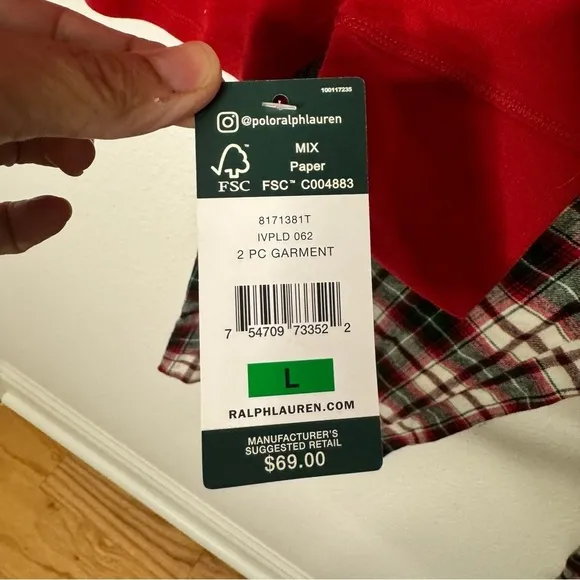 100117235
@poloralphlauren
MIX
Paper
FSC™ C004883
FSC
8171381T
IVPLD 062
2 PC GARMENT
7 54709 73352 2
L
RALPHLAUREN.COM
MANUFACTURER'S
SUGGESTED RETAIL
$69.00